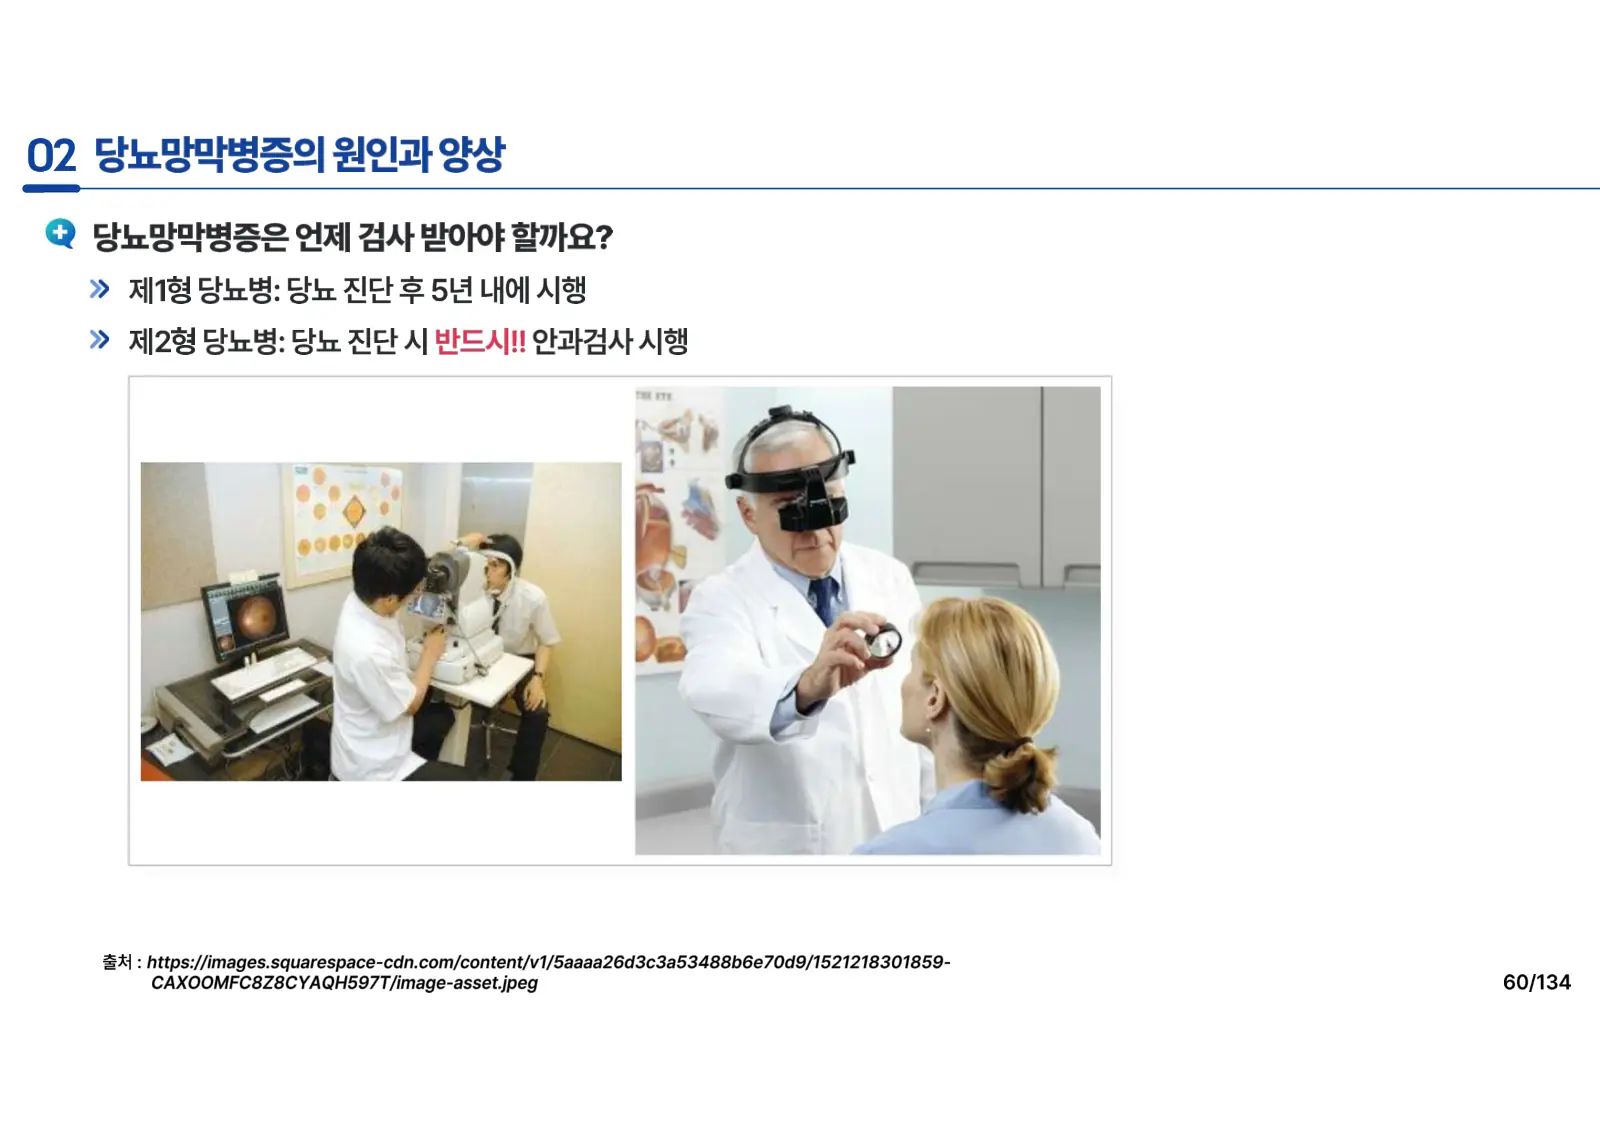 02 당뇨망막병증의 원인과 양상
당뇨망막병증은 언제 검사 받아야 할까요?
제1형 당뇨병: 당뇨 진단 후 5년 내에 시행
제2형 당뇨병: 당뇨 진단 시 반드시!! 안과검사 시행
THE EYE
출처 : https://images.squarespace-cdn.com/content/v1/5aaaa26d3c3a53488b6e70d9/1521218301859-
CAXOOMFC8Z8CYAQH597T/image-asset.jpeg
60/134